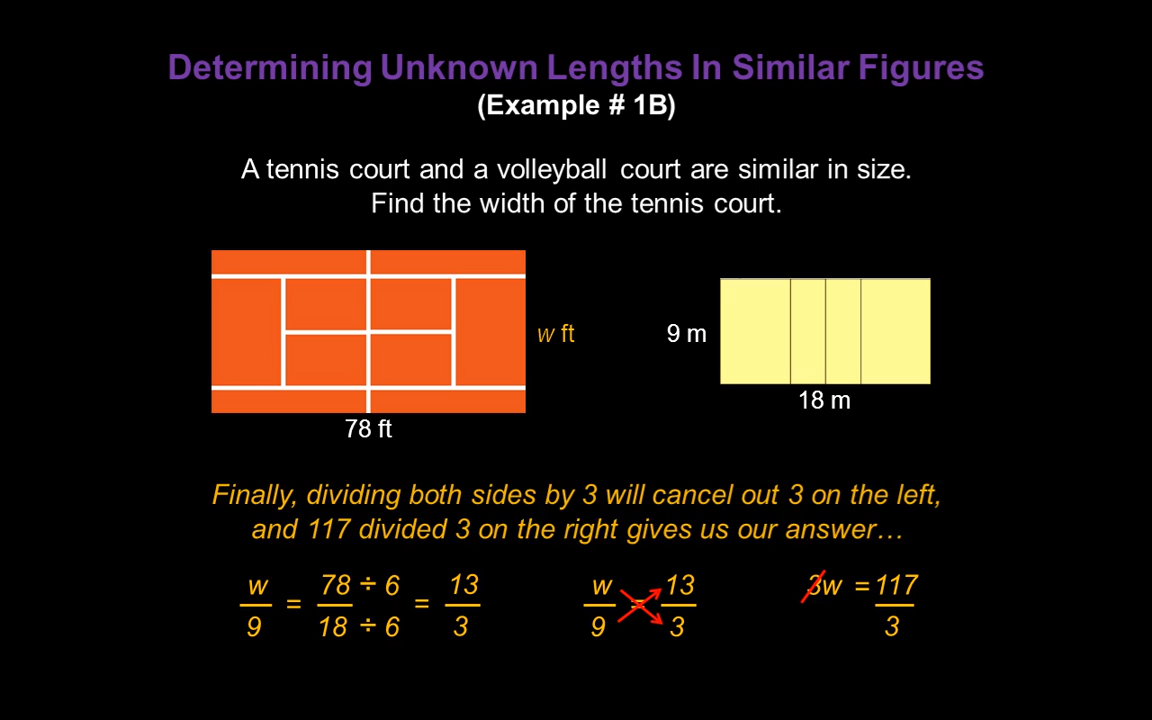 Determining Unknown Lengths In Similar Figures
(Example # 1B)
A tennis court and a volleyball court are similar in size.
Find the width of the tennis court.
w ft
9 m
18 m
78 ft
Finally, dividing both sides by 3 will cancel out 3 on the left,
and 117 divided 3 on the right gives us our answer…
w/9 = 78 ÷ 6/18 ÷ 6 = 13/3
w/9 = 13/3
3w = 117/3